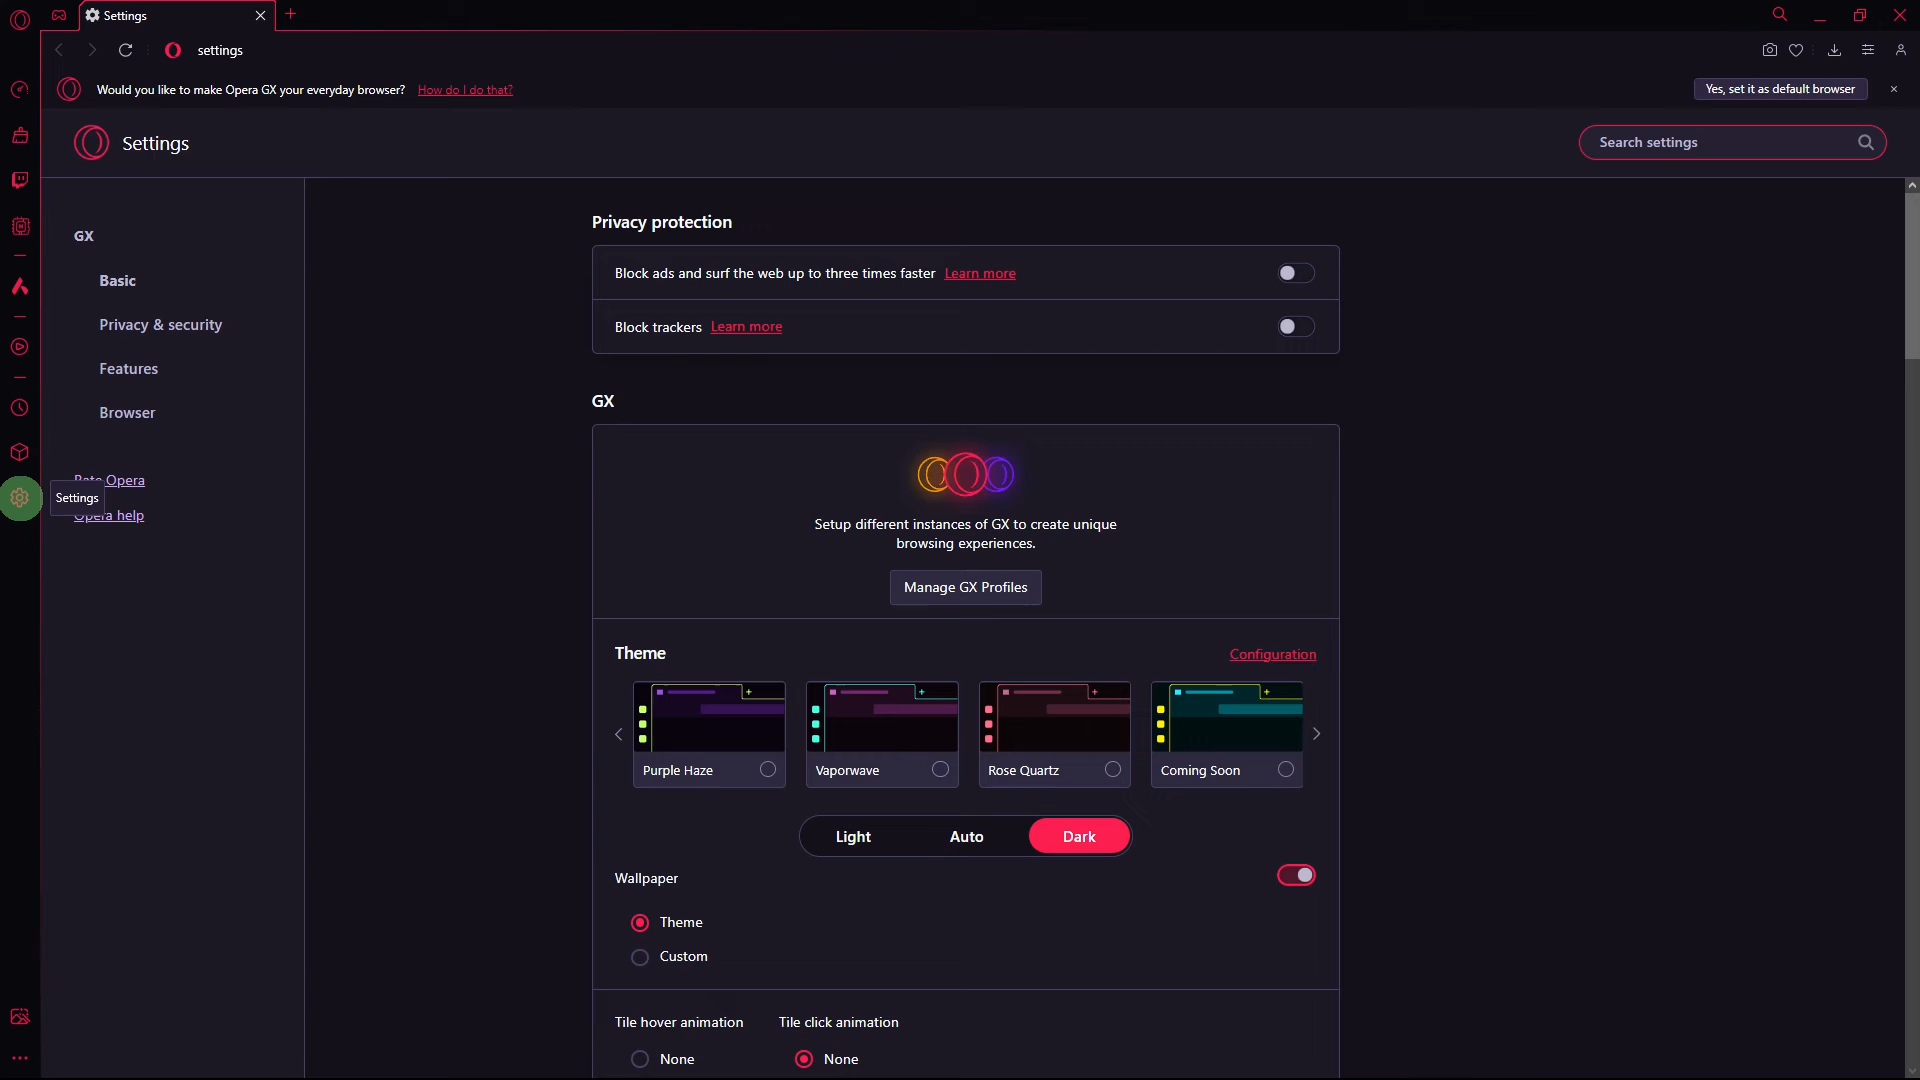 Settings
settings
Would you like to make Opera GX your everyday browser? How do I do that?
Yes, set it as default browser
Settings
Search settings
GX
Basic
Privacy & security
Features
Browser
Rate Opera
Settings
Opera help
Privacy protection
Block ads and surf the web up to three times faster Learn more
Block trackers Learn more
GX
Setup different instances of GX to create unique
browsing experiences.
Manage GX Profiles
Theme
Configuration
Purple Haze
Vaporwave
Rose Quartz
Coming Soon
Light
Auto
Dark
Wallpaper
Theme
Custom
Tile hover animation
Tile click animation
None
None